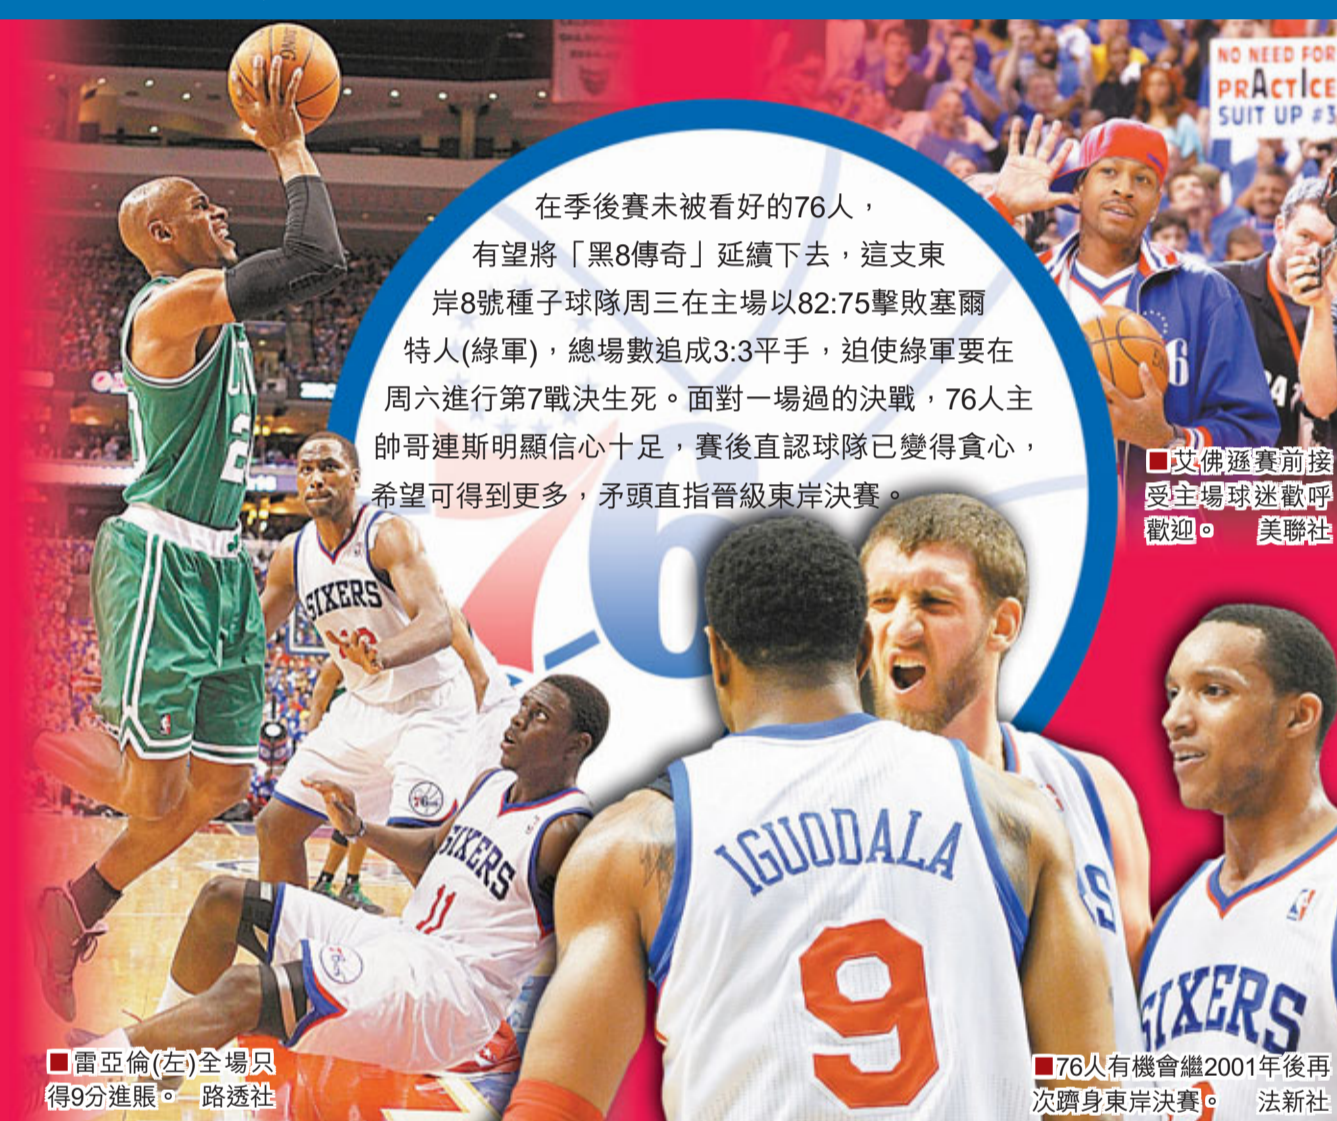 在季後賽未被看好的76人，
有望將「黑8傳奇」延續下去，這支東
岸8號種子球隊周三在主場以82:75擊敗塞爾
特人(綠軍)，總場數追成3:3平手，迫使綠軍要在
周六進行第7戰決生死。面對一場過的決戰，76人主
帥哥連斯明顯信心十足，賽後直認球隊已變得貪心，
希望可得到更多，矛頭直指晉級東岸決賽。
NO NEED FOR
PRACTICE
SUIT UP #3
■艾佛遜賽前接
受主場球迷歡呼
歡迎。 美聯社
76
SIXERS
SIXERS
11
IGUODALA
9
SIXERS
■雷亞倫(左)全場只
得9分進賬。 路透社
■76人有機會繼2001年後再
次躋身東岸決賽。 法新社